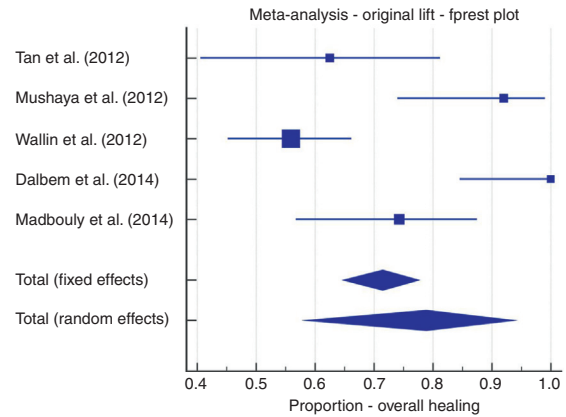 Meta-analysis - original lift - fprest plot
Tan et al. (2012)
Mushaya et al. (2012)
Wallin et al. (2012)
Dalbem et al. (2014)
Madbouly et al. (2014)
Total (fixed effects)
Total (random effects)
0.4 0.5 0.6 0.7 0.8 0.9 1.0
Proportion - overall healing